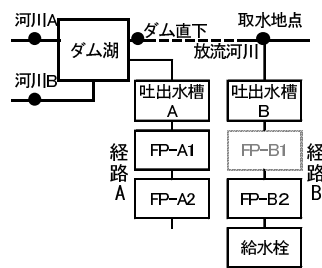 河川A
ダム湖
ダム直下
取水地点
放流河川
河川B
吐出水槽
A
吐出水槽
B
経路A
FP-A1
FP-B1
経路B
FP-A2
FP-B2
給水栓